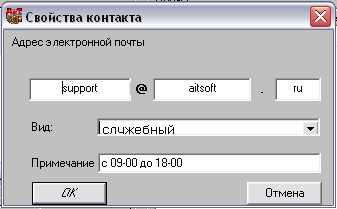 Свойства контакта
Адрес электронной почты
support @ aitsoft . ru
Вид: служебный
Примечание с 09-00 до 18-00
OK Отмена